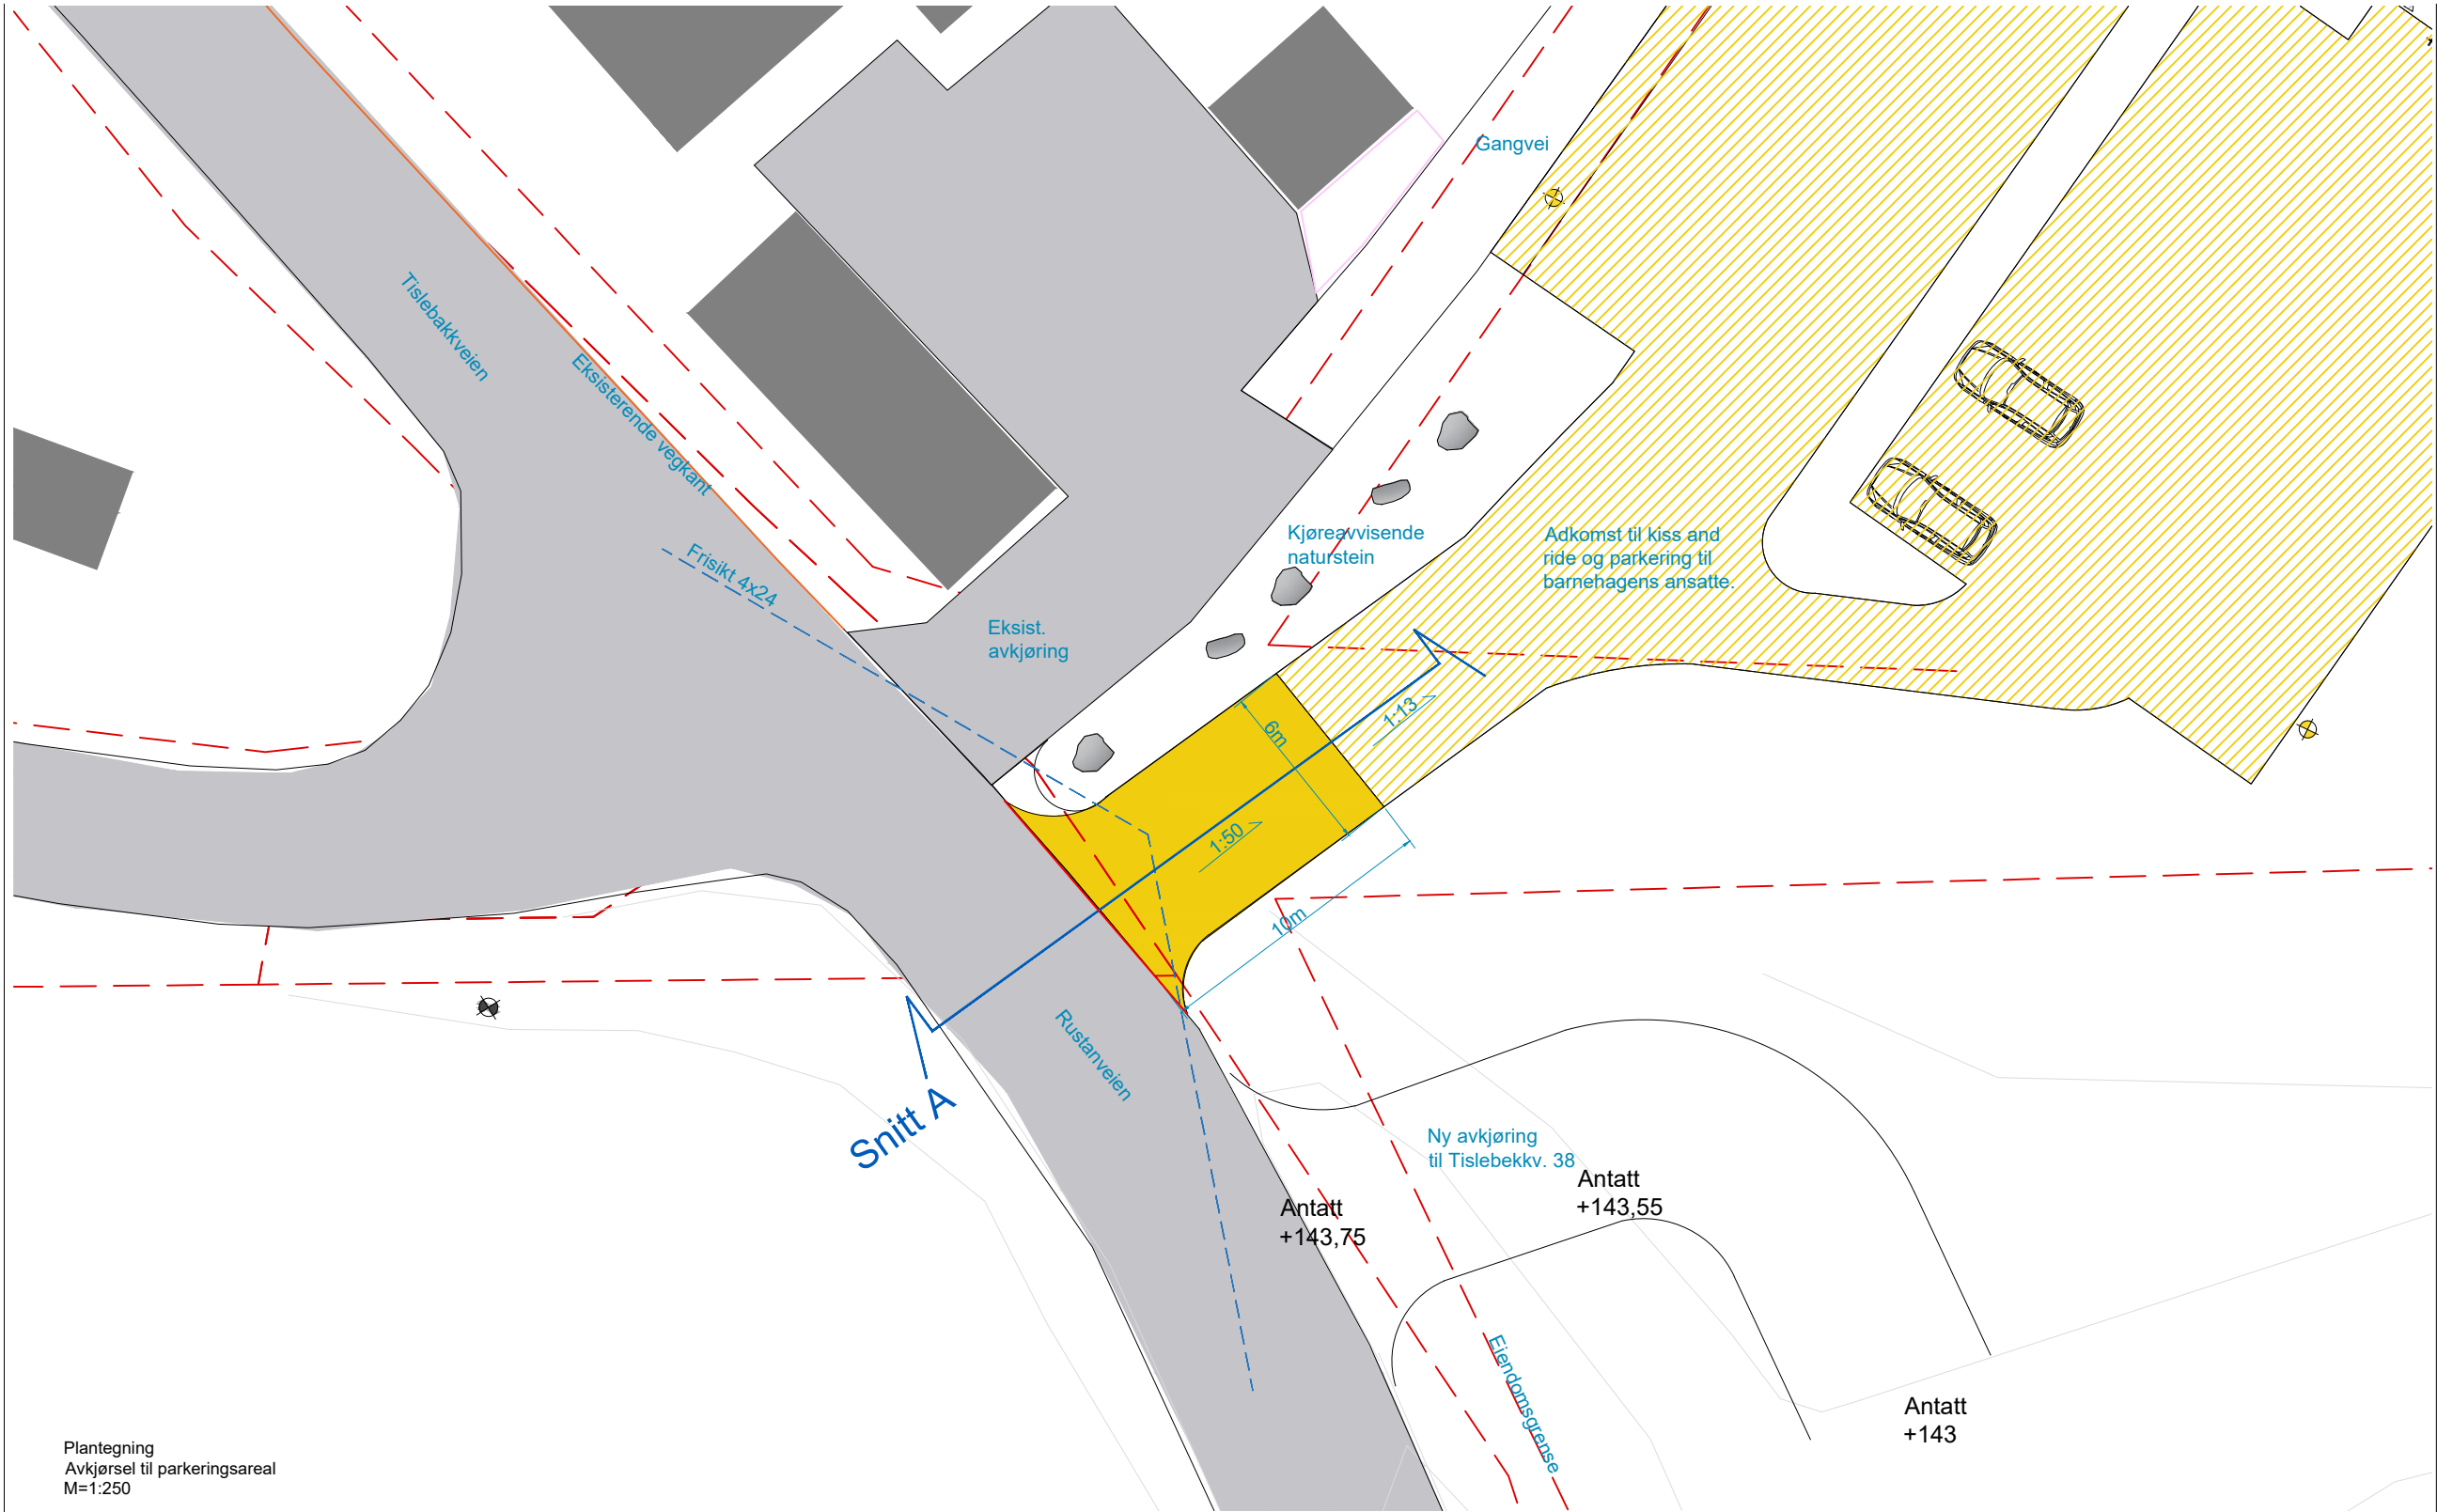 Gangvei
Tislebakkveien
Eksisterende vegkant
Frisikt 4x24
Kjøreavvisende
naturstein
Adkomst til kiss and
ride og parkering til
barnehagens ansatte.
Eksist.
avkjøring
6m
1:13
1:50
10m
Rustanveien
Snitt A
Ny avkjøring
til Tislebekkv. 38
Antatt
+143,55
Antatt
+143,75
Eiendomsgrense
Antatt
+143
Plantegning
Avkjørsel til parkeringsareal
M=1:250